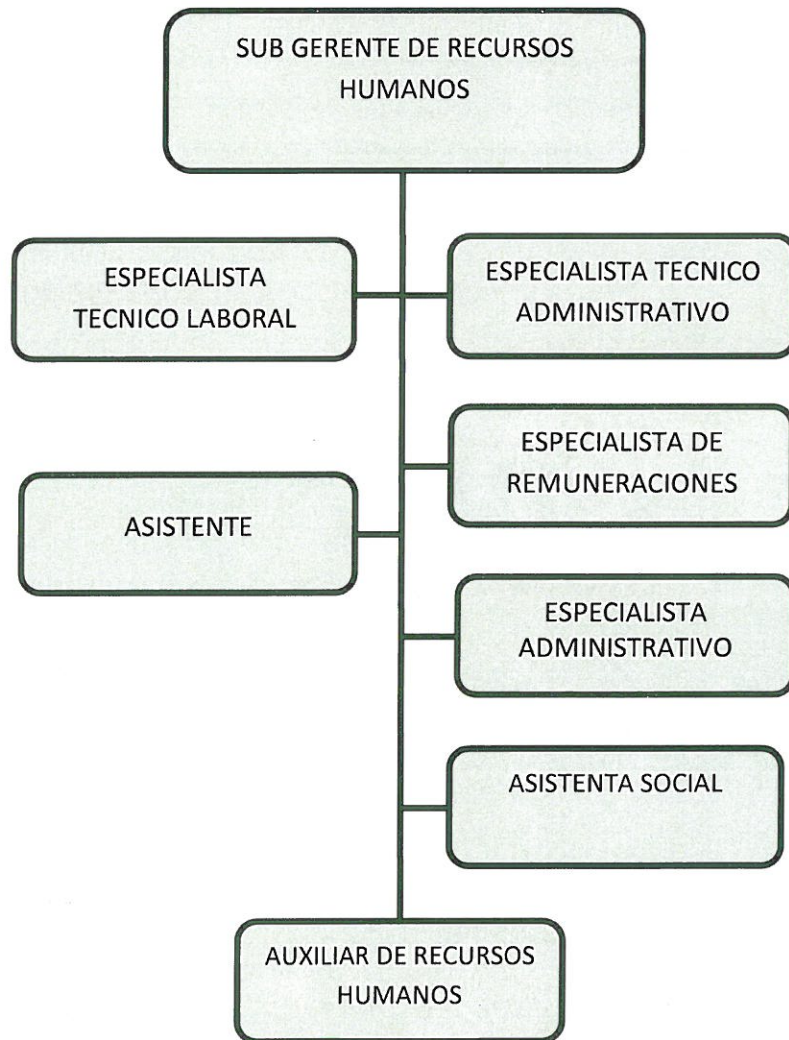 SUB GERENTE DE RECURSOS
HUMANOS
ESPECIALISTA
TECNICO LABORAL
ESPECIALISTA TECNICO
ADMINISTRATIVO
ESPECIALISTA DE
REMUNERACIONES
ASISTENTE
ESPECIALISTA
ADMINISTRATIVO
ASISTENTA SOCIAL
AUXILIAR DE RECURSOS
HUMANOS